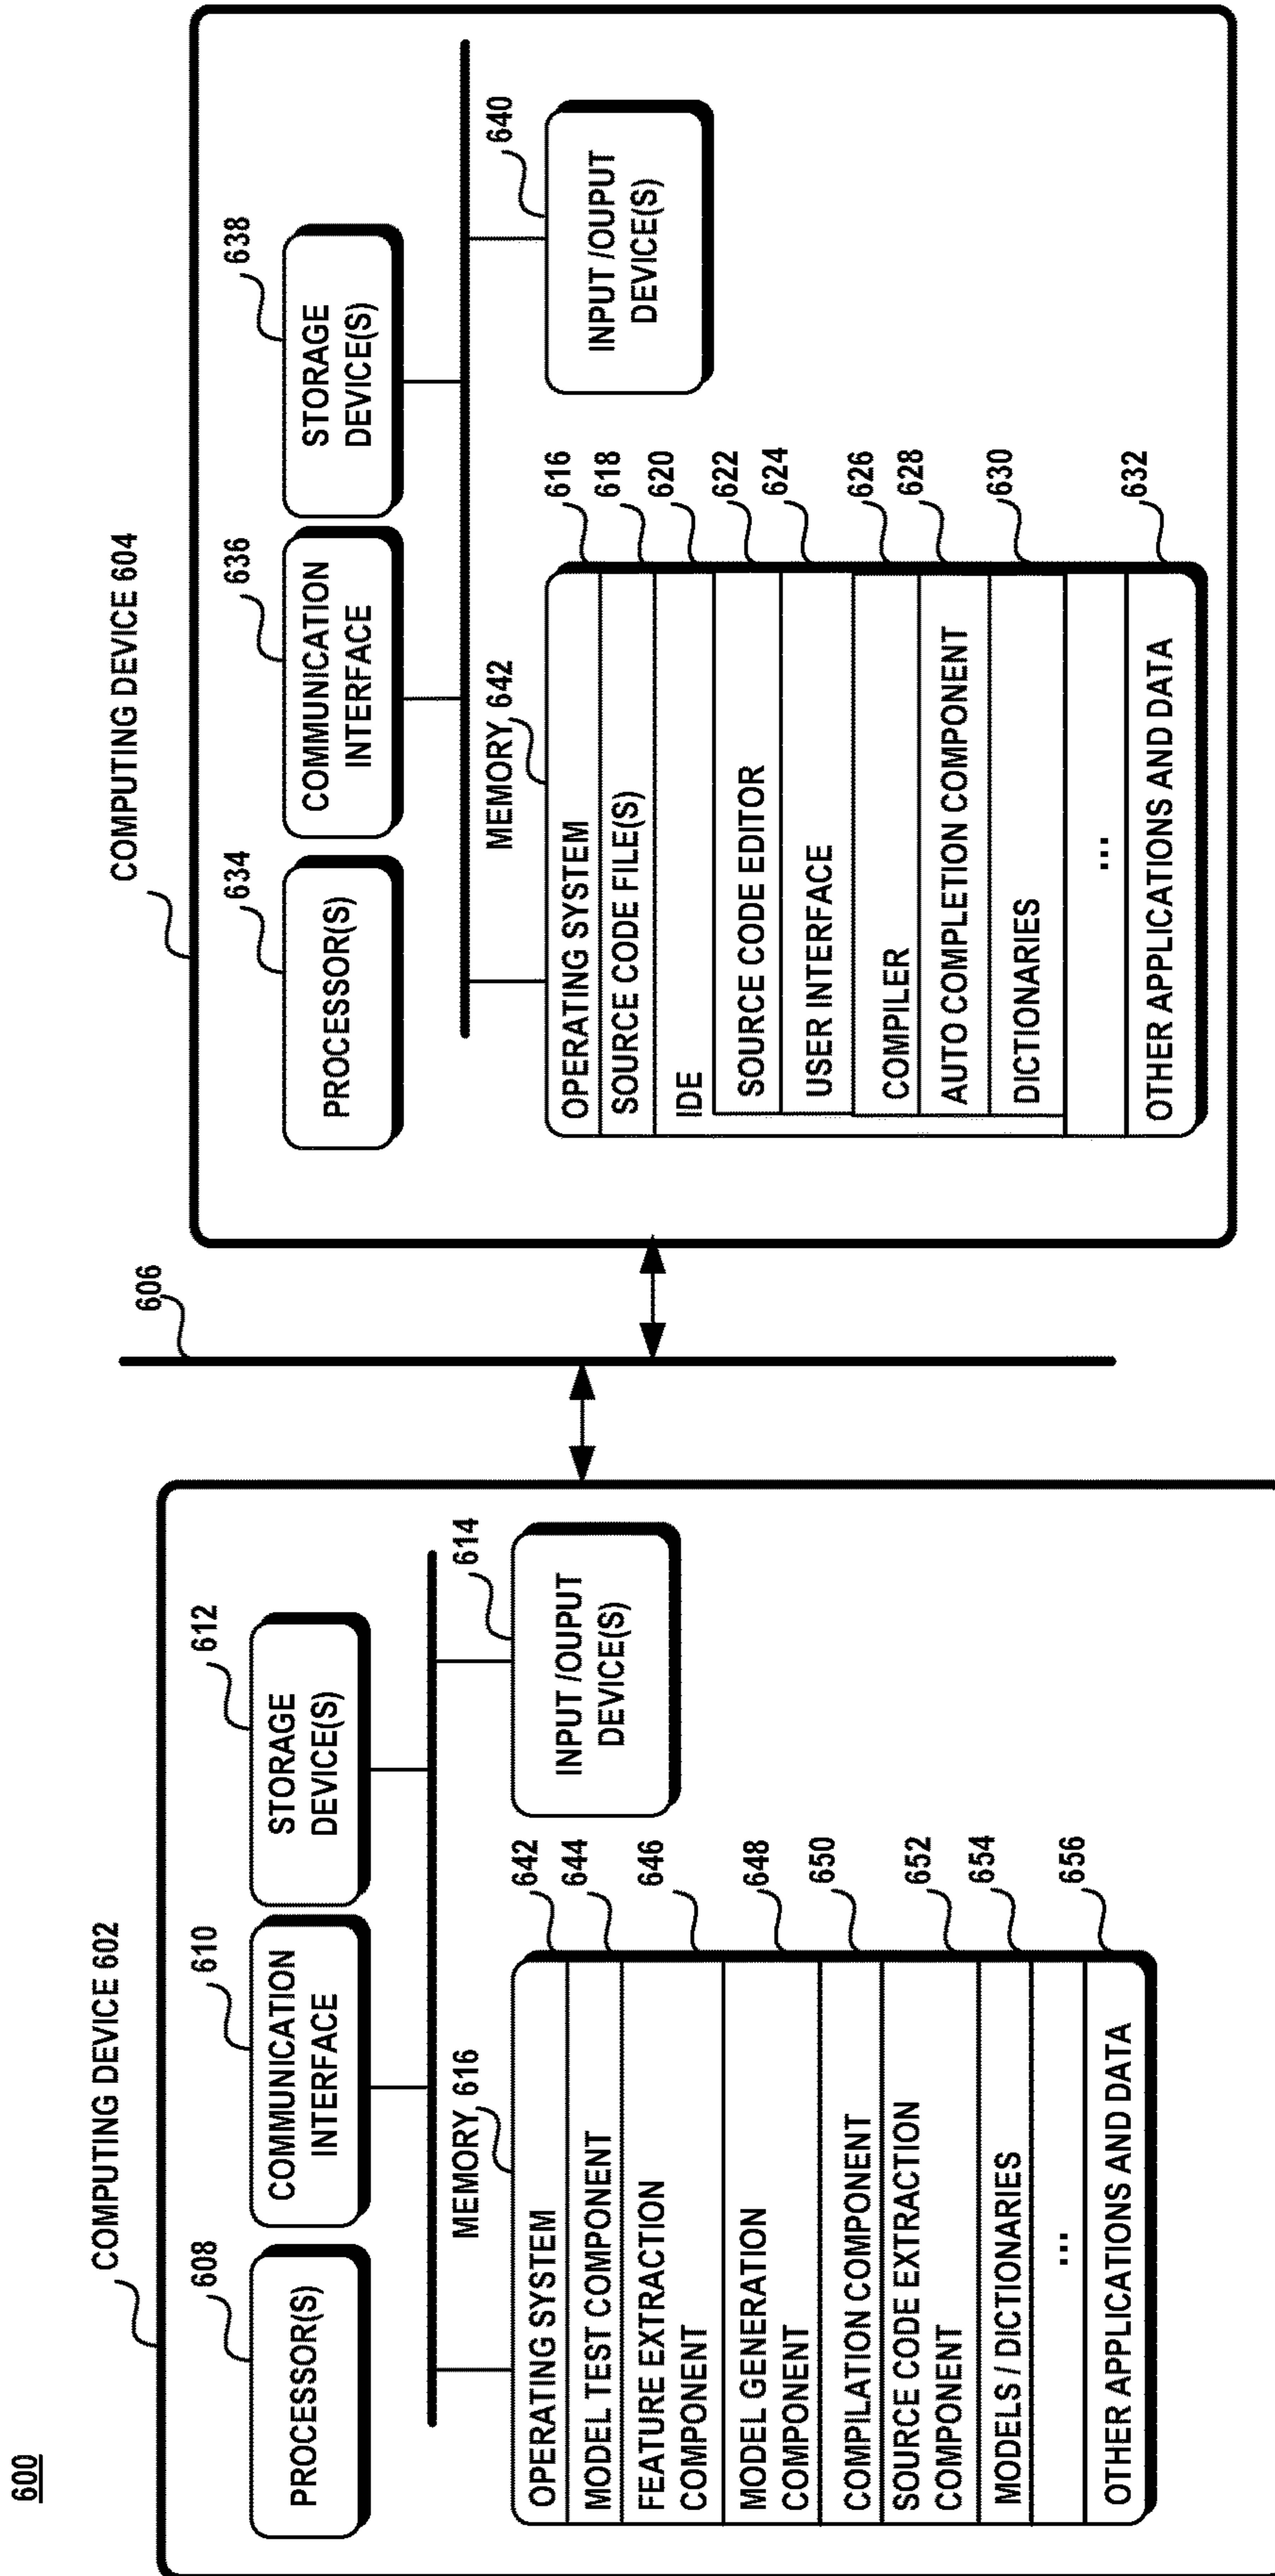 600
COMPUTING DEVICE 602
608
610
612
PROCESSOR(S)
COMMUNICATION
INTERFACE
STORAGE
DEVICE(S)
MEMORY 616
614
INPUT /OUPUT
DEVICE(S)
OPERATING SYSTEM
642
MODEL TEST COMPONENT
644
FEATURE EXTRACTION
COMPONENT
646
MODEL GENERATION
COMPONENT
648
COMPILATION COMPONENT
650
SOURCE CODE EXTRACTION
COMPONENT
652
MODELS / DICTIONARIES
654
...
OTHER APPLICATIONS AND DATA
656
606
COMPUTING DEVICE 604
634
636
638
PROCESSOR(S)
COMMUNICATION
INTERFACE
STORAGE
DEVICE(S)
MEMORY 642
640
INPUT /OUPUT
DEVICE(S)
OPERATING SYSTEM
616
SOURCE CODE FILE(S)
618
IDE
620
SOURCE CODE EDITOR
622
USER INTERFACE
624
COMPILER
626
AUTO COMPLETION COMPONENT
628
DICTIONARIES
630
...
OTHER APPLICATIONS AND DATA
632